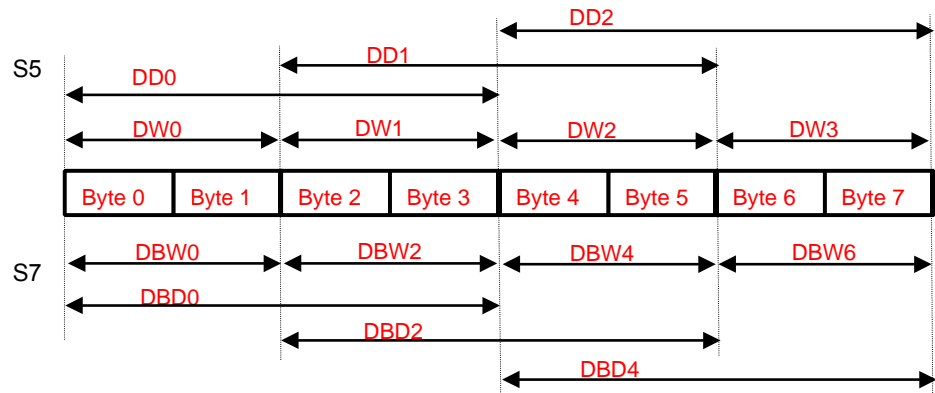 DD2
S5
DD1
DD0
DW0 DW1 DW2 DW3
Byte 0 Byte 1 Byte 2 Byte 3 Byte 4 Byte 5 Byte 6 Byte 7
DBW0 DBW2 DBW4 DBW6
S7
DBD0
DBD2
DBD4